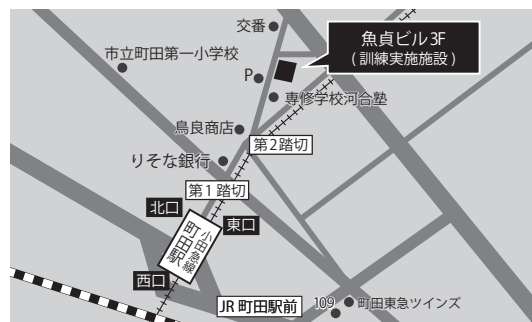 交番
魚貞ビル3F
(訓練実施施設)
市立町田第一小学校
P
専修学校河合塾
鳥良商店
第2踏切
りそな銀行
第1踏切
北口
東口
小田急線
町田駅
西口
JR 町田駅前
109
町田東急ツインズ